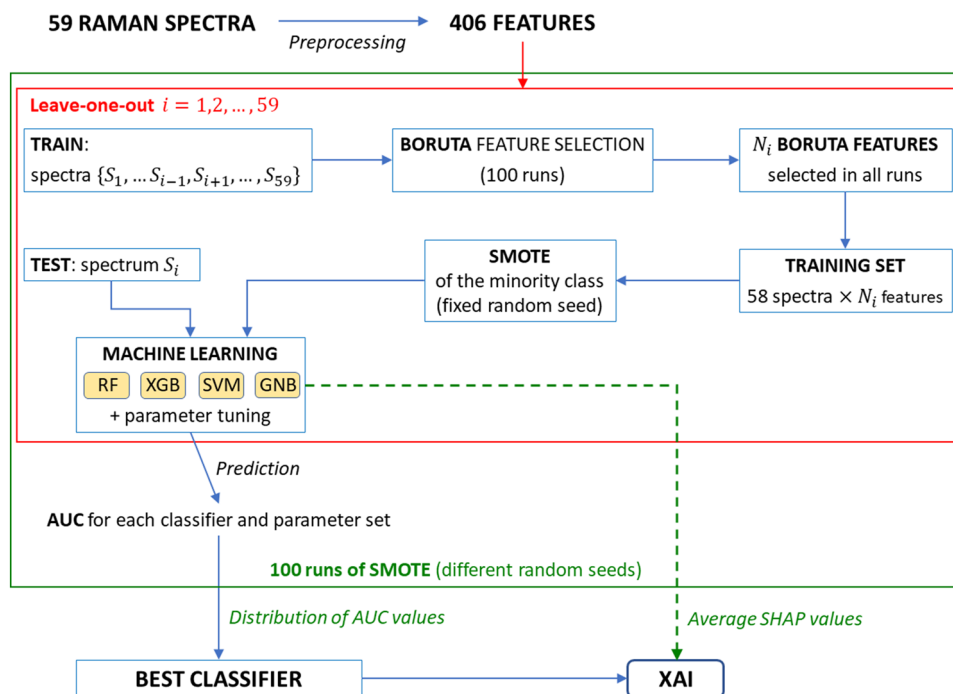 59 RAMAN SPECTRA
Preprocessing
406 FEATURES
Leave-one-out i = 1,2, … , 59
TRAIN:
spectra {S₁, … Sᵢ₋₁, Sᵢ₊₁, … , S₅₉}
BORUTA FEATURE SELECTION
(100 runs)
Nᵢ BORUTA FEATURES
selected in all runs
TEST: spectrum Sᵢ
SMOTE
of the minority class
(fixed random seed)
TRAINING SET
58 spectra × Nᵢ features
MACHINE LEARNING
RF XGB SVM GNB
+ parameter tuning
Prediction
AUC for each classifier and parameter set
100 runs of SMOTE (different random seeds)
Distribution of AUC values
Average SHAP values
BEST CLASSIFIER
XAI